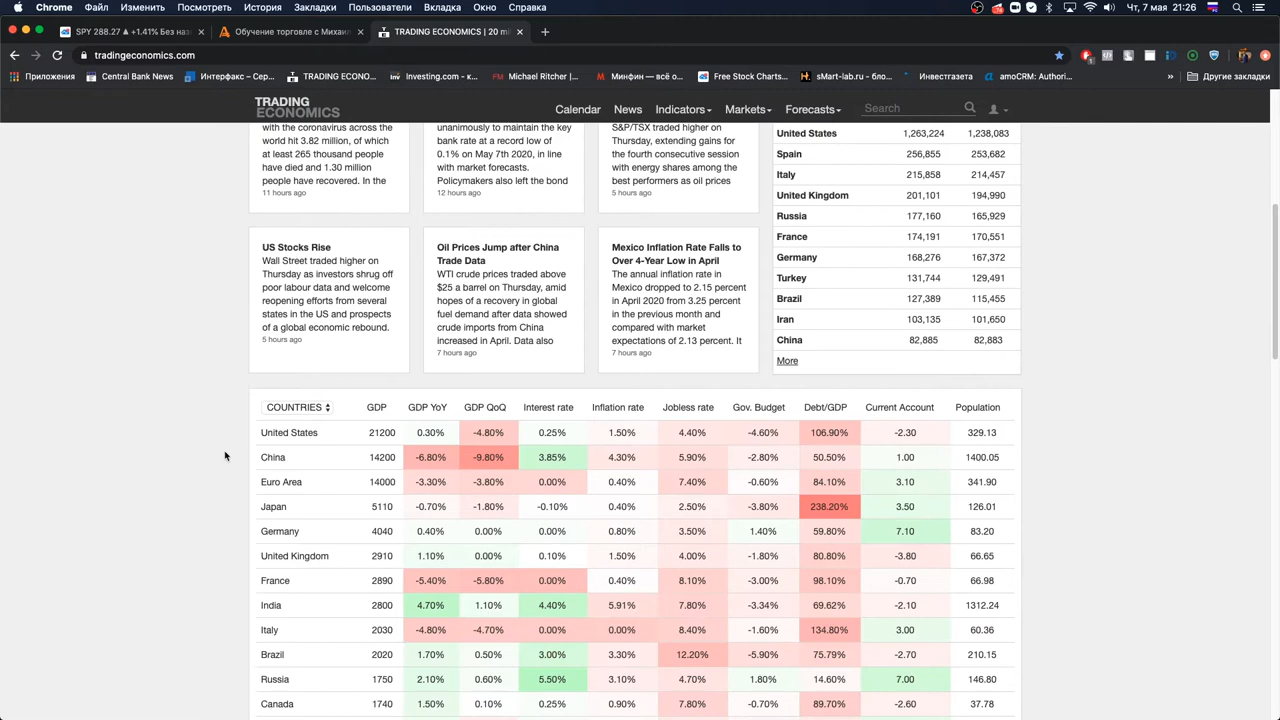 Chrome Файл Изменить Посмотреть История Закладки Пользователи Вкладка Окно Справка Чт, 7 мая 21:26
SPY 288.27 ▲ +1.41% Без наз × Обучение торговле с Михаил × TRADING ECONOMICS | 20 mi × +
tradingeconomics.com
Приложения Central Bank News Интерфакс – Сер... TRADING ECONO... Investing.com - к... Michael Ritcher |... Минфин — всё о... Free Stock Charts... sMart-lab.ru - бло... Инвестгазета amoCRM: Authori... » Другие закладки
TRADING ECONOMICS Calendar News Indicators Markets Forecasts Search
with the coronavirus across the
world hit 3.82 million, of which
at least 265 thousand people
have died and 1.30 million
people have recovered. In the
11 hours ago
unanimously to maintain the key
bank rate at a record low of
0.1% on May 7th 2020, in line
with market forecasts.
Policymakers also left the bond
12 hours ago
S&P/TSX traded higher on
Thursday, extending gains for
the fourth consecutive session
with energy shares among the
best performers as oil prices
5 hours ago
United States 1,263,224 1,238,083
Spain 256,855 253,682
Italy 215,858 214,457
United Kingdom 201,101 194,990
Russia 177,160 165,929
France 174,191 170,551
Germany 168,276 167,372
Turkey 131,744 129,491
Brazil 127,389 115,455
Iran 103,135 101,650
China 82,885 82,883
More
US Stocks Rise
Wall Street traded higher on
Thursday as investors shrug off
poor labour data and welcome
reopening efforts from several
states in the US and prospects
of a global economic rebound.
5 hours ago
Oil Prices Jump after China
Trade Data
WTI crude prices traded above
$25 a barrel on Thursday, amid
hopes of a recovery in global
fuel demand after data showed
crude imports from China
increased in April. Data also
7 hours ago
Mexico Inflation Rate Falls to
Over 4-Year Low in April
The annual inflation rate in
Mexico dropped to 2.15 percent
in April 2020 from 3.25 percent
in the previous month and
compared with market
expectations of 2.13 percent. It
7 hours ago
COUNTRIES GDP GDP YoY GDP QoQ Interest rate Inflation rate Jobless rate Gov. Budget Debt/GDP Current Account Population
United States 21200 0.30% -4.80% 0.25% 1.50% 4.40% -4.60% 106.90% -2.30 329.13
China 14200 -6.80% -9.80% 3.85% 4.30% 5.90% -2.80% 50.50% 1.00 1400.05
Euro Area 14000 -3.30% -3.80% 0.00% 0.40% 7.40% -0.60% 84.10% 3.10 341.90
Japan 5110 -0.70% -1.80% -0.10% 0.40% 2.50% -3.80% 238.20% 3.50 126.01
Germany 4040 0.40% 0.00% 0.00% 0.80% 3.50% 1.40% 59.80% 7.10 83.20
United Kingdom 2910 1.10% 0.00% 0.10% 1.50% 4.00% -1.80% 80.80% -3.80 66.65
France 2890 -5.40% -5.80% 0.00% 0.40% 8.10% -3.00% 98.10% -0.70 66.98
India 2800 4.70% 1.10% 4.40% 5.91% 7.80% -3.34% 69.62% -2.10 1312.24
Italy 2030 -4.80% -4.70% 0.00% 0.00% 8.40% -1.60% 134.80% 3.00 60.36
Brazil 2020 1.70% 0.50% 3.00% 3.30% 12.20% -5.90% 75.79% -2.70 210.15
Russia 1750 2.10% 0.60% 5.50% 3.10% 4.70% 1.80% 14.60% 7.00 146.80
Canada 1740 1.50% 0.10% 0.25% 0.90% 7.80% -0.70% 89.70% -2.60 37.78